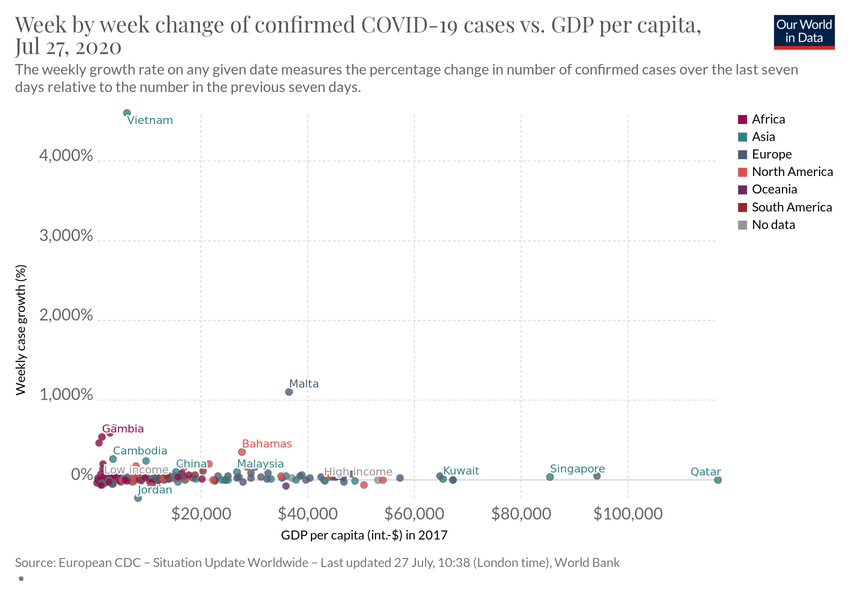 Week by week change of confirmed COVID-19 cases vs. GDP per capita,
Jul 27, 2020
Our World
in Data
The weekly growth rate on any given date measures the percentage change in number of confirmed cases over the last seven
days relative to the number in the previous seven days.
Vietnam
Africa
Asia
Europe
North America
Oceania
South America
No data
4,000%
3,000%
2,000%
1,000%
0%
Weekly case growth (%)
Malta
Gambia
Bahamas
Cambodia
Low income
China
Malaysia
High income
Kuwait
Singapore
Qatar
Jordan
$20,000
$40,000
$60,000
$80,000
$100,000
GDP per capita (int.-$) in 2017
Source: European CDC – Situation Update Worldwide – Last updated 27 July, 10:38 (London time), World Bank